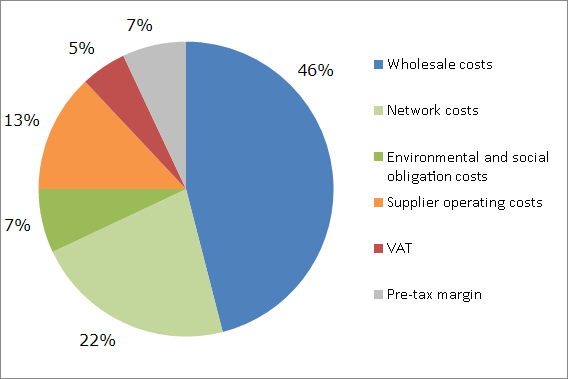 7%
5%
46%
13%
7%
22%
Wholesale costs
Network costs
Environmental and social
obligation costs
Supplier operating costs
VAT
Pre-tax margin